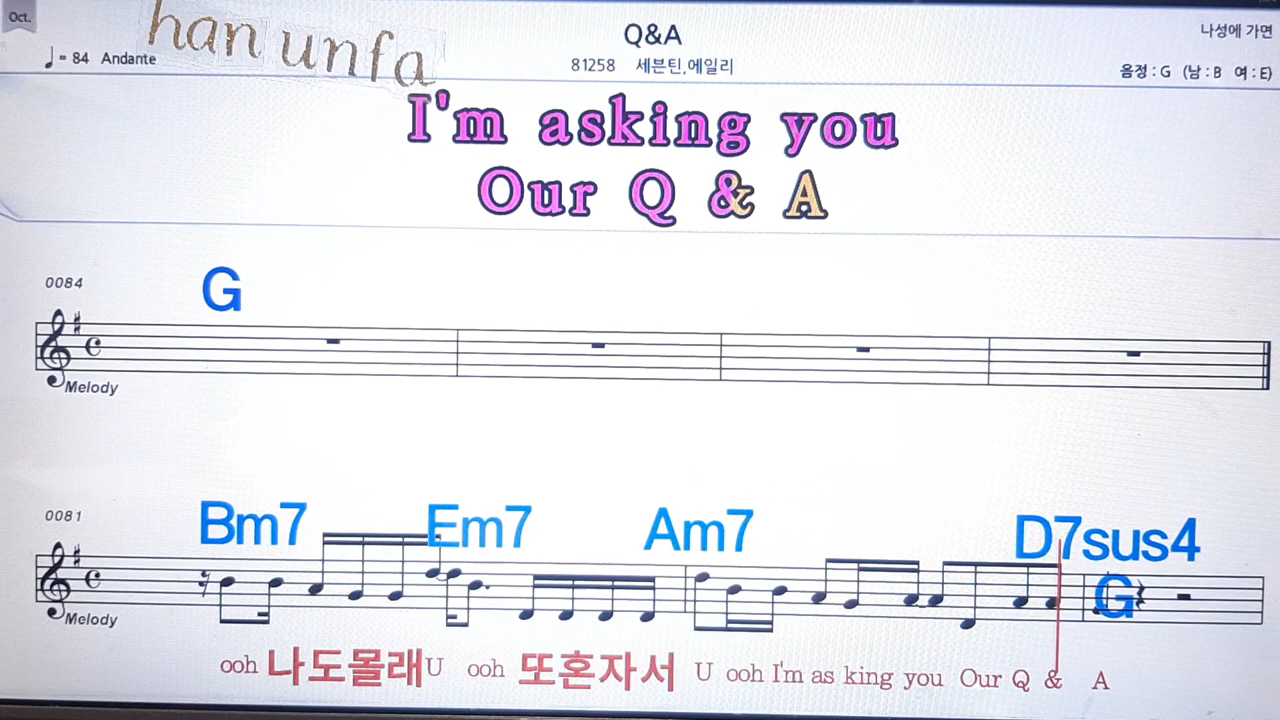 Oct.
han unfa
Q&A
나성에 가면
♩= 84 Andante
81258 세븐틴,에일리
음정 : G (남 : B 여 : E)
I'm asking you
Our Q & A
0084
G
Melody
0081
Bm7 Em7 Am7 D7sus4
G
Melody
ooh 나도몰래 U ooh 또혼자서 U ooh I'm as king you Our Q & A